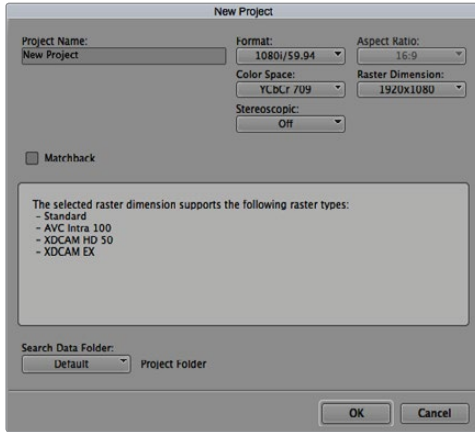 New Project
Project Name:
New Project
Format:
1080i/59.94
Aspect Ratio:
16:9
Color Space:
YCbCr 709
Raster Dimension:
1920x1080
Stereoscopic:
Off
Matchback
The selected raster dimension supports the following raster types:
- Standard
- AVC Intra 100
- XDCAM HD 50
- XDCAM EX
Search Data Folder:
Default
Project Folder
OK
Cancel